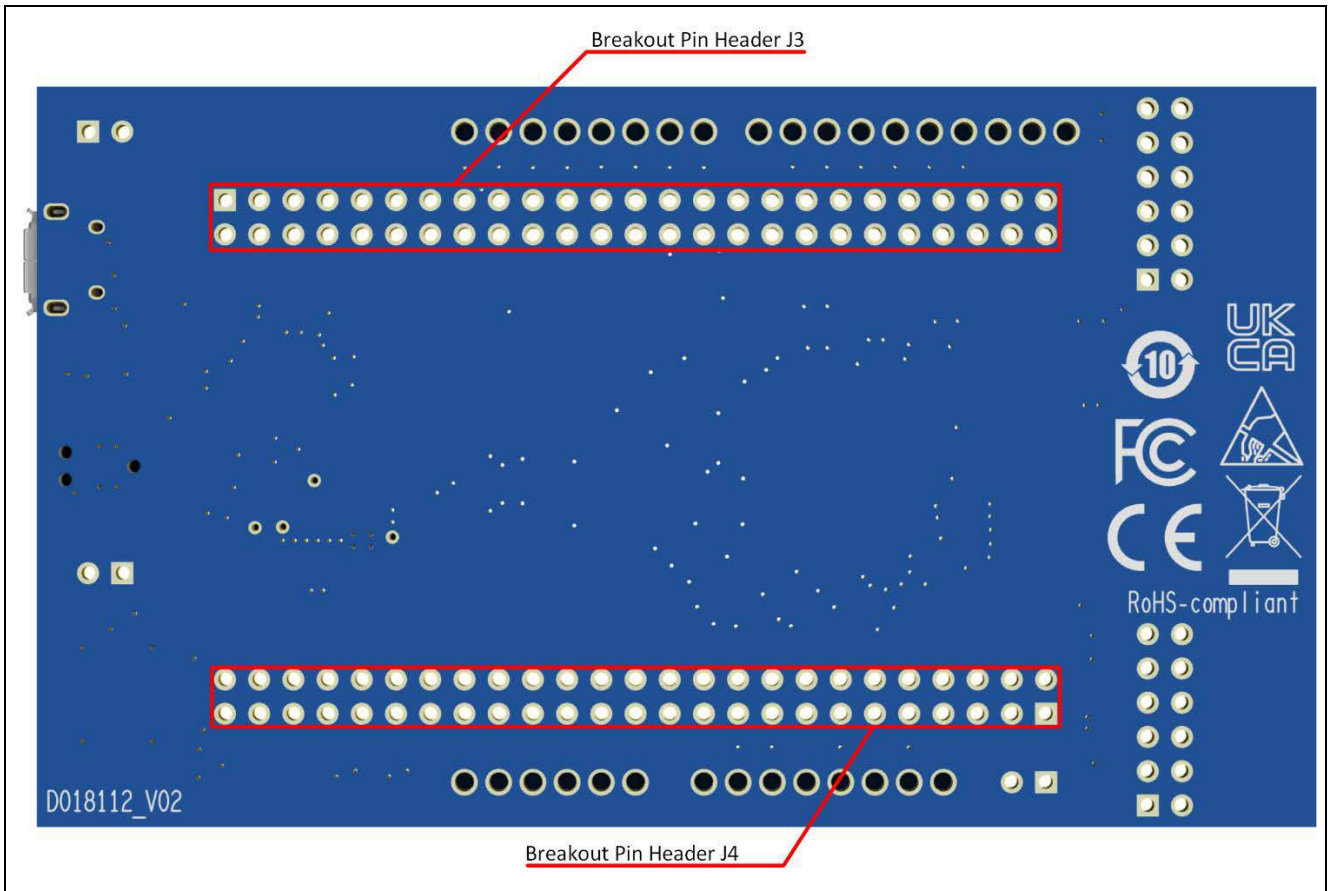 Breakout Pin Header J3
UK
CA
10
FC
CE
RoHS-compliant
D018112_V02
Breakout Pin Header J4